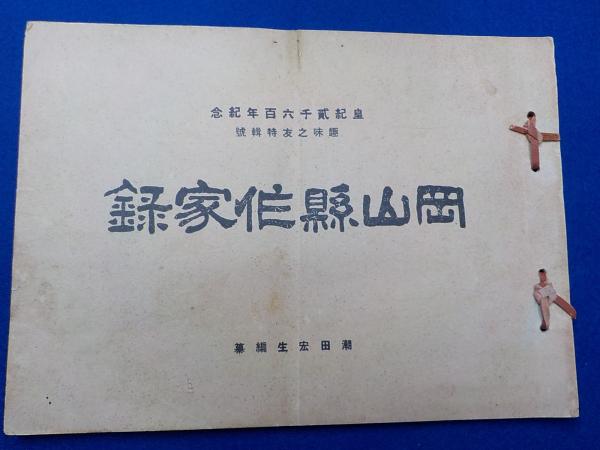 皇紀貳千六百年紀念
趣味之友特輯號
岡山縣作家録
潮田宏生編纂